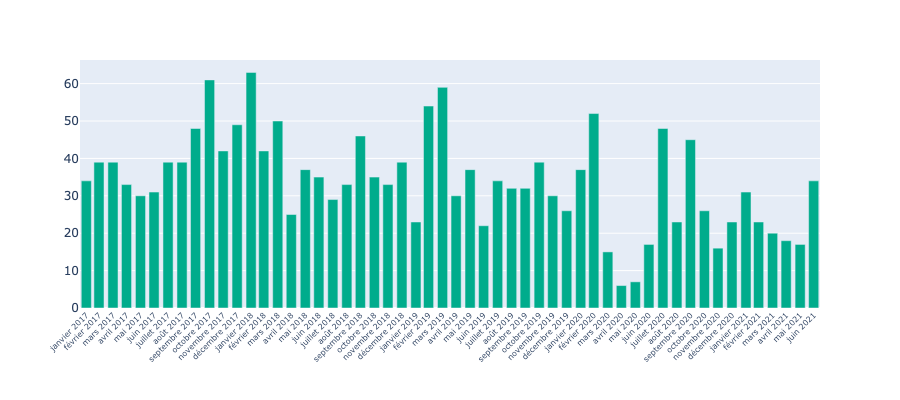 60
50
40
30
20
10
0
janvier 2017
février 2017
mars 2017
avril 2017
mai 2017
juin 2017
juillet 2017
août 2017
septembre 2017
octobre 2017
novembre 2017
décembre 2017
janvier 2018
février 2018
mars 2018
avril 2018
mai 2018
juin 2018
juillet 2018
août 2018
septembre 2018
octobre 2018
novembre 2018
décembre 2018
janvier 2019
février 2019
mars 2019
avril 2019
mai 2019
juin 2019
juillet 2019
août 2019
septembre 2019
octobre 2019
novembre 2019
décembre 2019
janvier 2020
février 2020
mars 2020
avril 2020
mai 2020
juin 2020
juillet 2020
août 2020
septembre 2020
octobre 2020
novembre 2020
décembre 2020
janvier 2021
février 2021
mars 2021
avril 2021
mai 2021
juin 2021